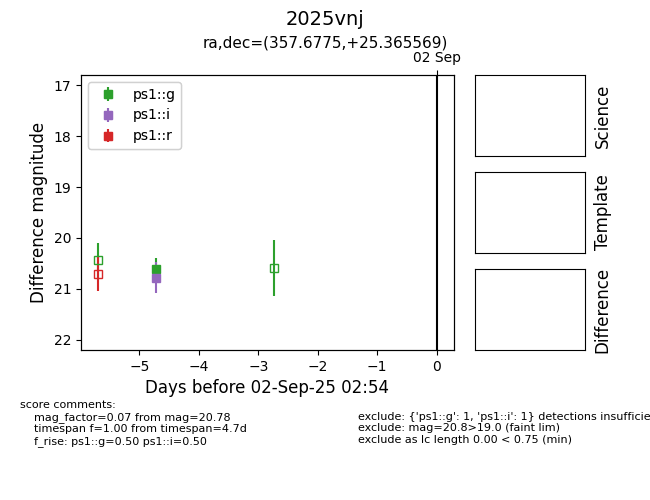 2025vnj
ra,dec=(357.6775,+25.365569)
02 Sep
ps1::g
ps1::i
ps1::r
17
18
19
20
21
22
Difference magnitude
−5
−4
−3
−2
−1
0
Days before 02-Sep-25 02:54
Science
Template
Difference
score comments:
mag_factor=0.07 from mag=20.78
timespan f=1.00 from timespan=4.7d
f_rise: ps1::g=0.50 ps1::i=0.50
exclude: {'ps1::g': 1, 'ps1::i': 1} detections insufficie
exclude: mag=20.8>19.0 (faint lim)
exclude as lc length 0.00 < 0.75 (min)